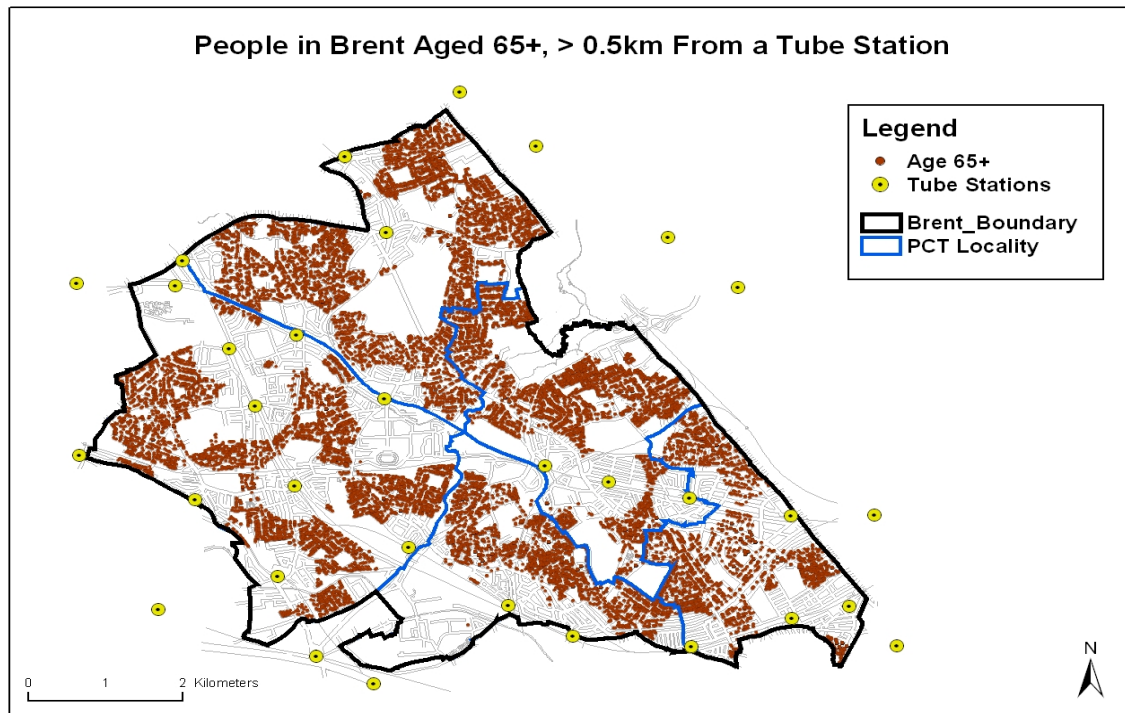 People in Brent Aged 65+, > 0.5km From a Tube Station
Legend
Age 65+
Tube Stations
Brent_Boundary
PCT Locality
N
0 1 2 Kilometers